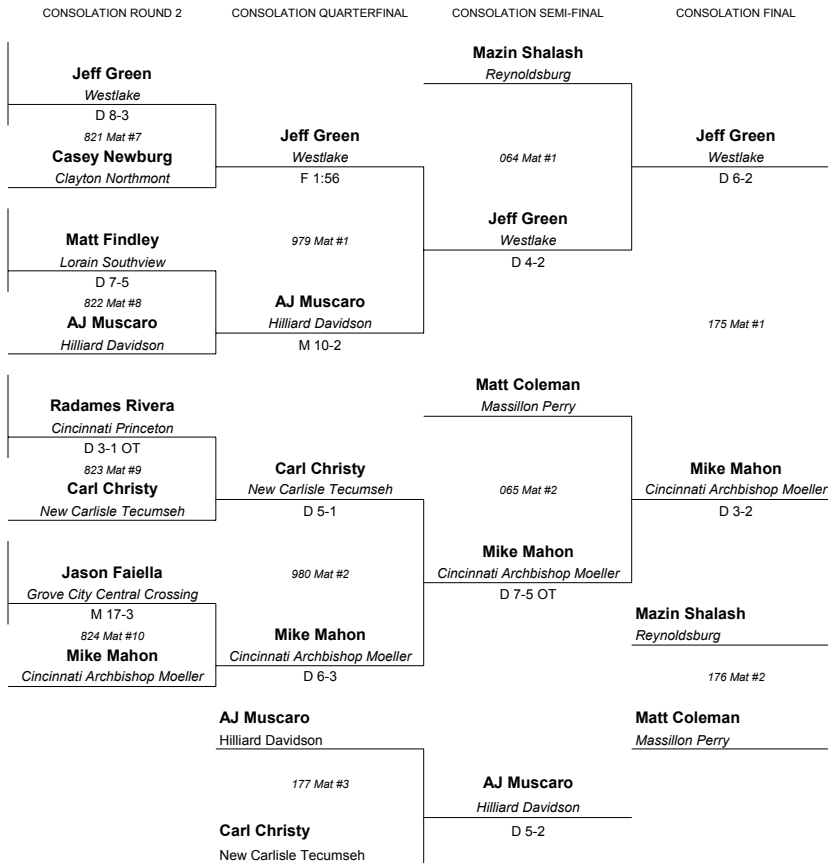 CONSOLATION ROUND 2 CONSOLATION QUARTERFINAL CONSOLATION SEMI-FINAL CONSOLATION FINAL
Mazin Shalash
Reynoldsburg
Jeff Green
Westlake
D 8-3
821 Mat #7
Casey Newburg
Clayton Northmont
Jeff Green
Westlake
F 1:56
064 Mat #1
Jeff Green
Westlake
D 6-2
Matt Findley
Lorain Southview
D 7-5
822 Mat #8
AJ Muscaro
Hilliard Davidson
979 Mat #1
Jeff Green
Westlake
D 4-2
AJ Muscaro
Hilliard Davidson
M 10-2
175 Mat #1
Radames Rivera
Cincinnati Princeton
D 3-1 OT
823 Mat #9
Carl Christy
New Carlisle Tecumseh
Matt Coleman
Massillon Perry
Carl Christy
New Carlisle Tecumseh
D 5-1
065 Mat #2
Mike Mahon
Cincinnati Archbishop Moeller
D 3-2
Jason Faiella
Grove City Central Crossing
M 17-3
824 Mat #10
Mike Mahon
Cincinnati Archbishop Moeller
980 Mat #2
Mike Mahon
Cincinnati Archbishop Moeller
D 7-5 OT
Mike Mahon
Cincinnati Archbishop Moeller
D 6-3
Mazin Shalash
Reynoldsburg
176 Mat #2
Matt Coleman
Massillon Perry
AJ Muscaro
Hilliard Davidson
177 Mat #3
Carl Christy
New Carlisle Tecumseh
AJ Muscaro
Hilliard Davidson
D 5-2